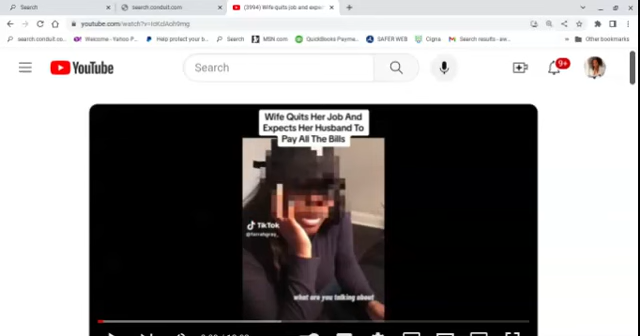 Search
search.conduit.com
(3994) Wife quits job and expec
youtube.com/watch?v=
search.conduit.co...
Welcome - Yahoo P...
Help protect your b...
Search
MSN.com
QuickBooks Payme...
SAFER WEB
Cigna
Search results - aw...
Other bookmarks
YouTube
Search
9+
Wife Quits Her Job And
Expects Her Husband To
Pay All The Bills
TikTok
what are you talking about